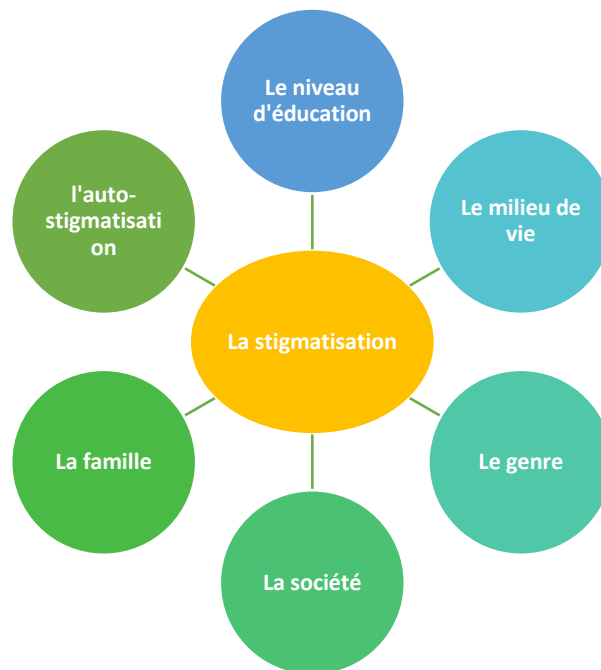 Le niveau
d'éducation
Le milieu de
vie
Le genre
La société
La famille
l'auto-
stigmatisati
on
La stigmatisation